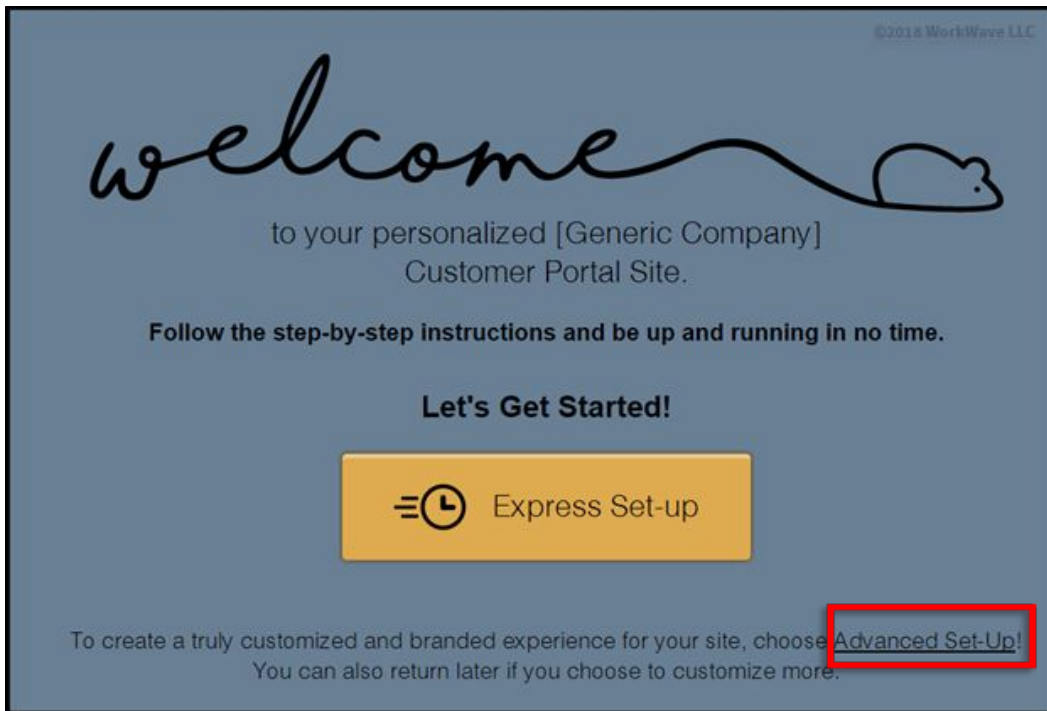 ©2018 WorkWave LLC
welcome
to your personalized [Generic Company]
Customer Portal Site.
Follow the step-by-step instructions and be up and running in no time.
Let's Get Started!
Express Set-up
To create a truly customized and branded experience for your site, choose Advanced Set-Up!
You can also return later if you choose to customize more.